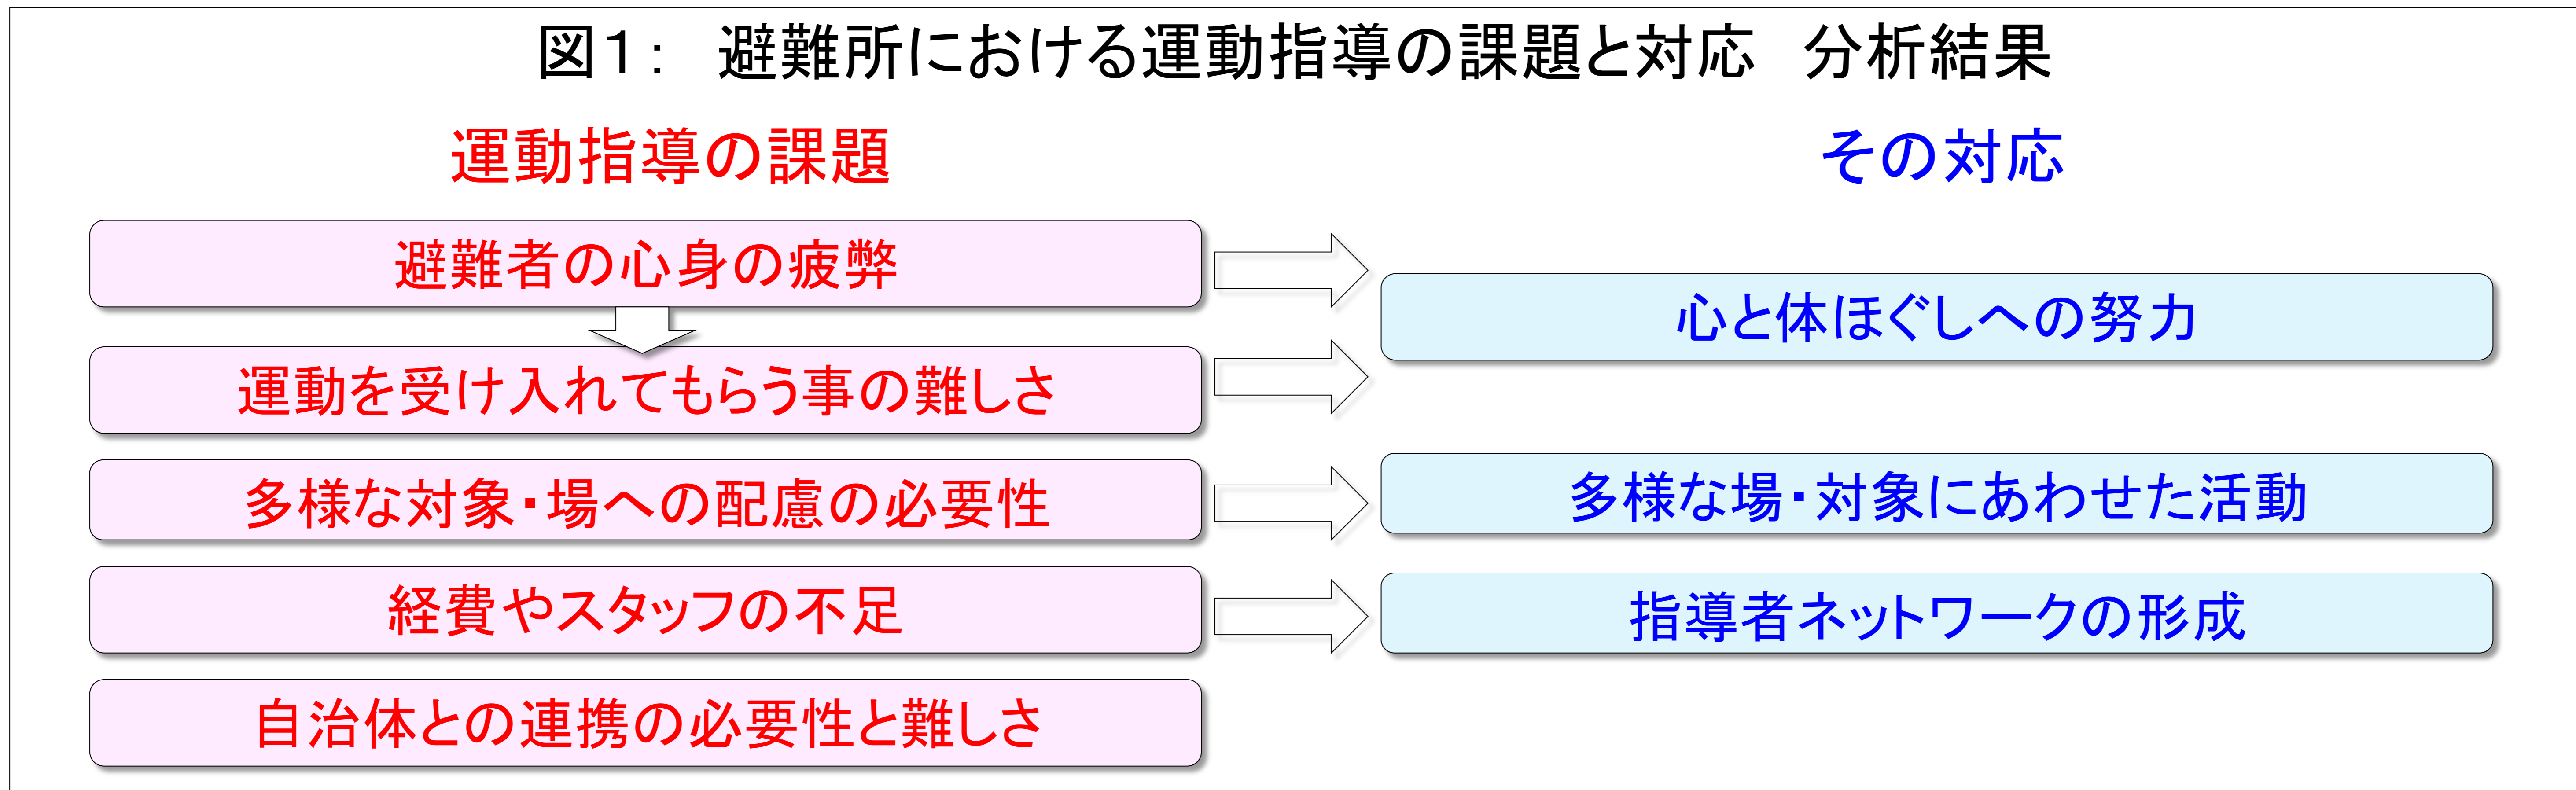 図１： 避難所における運動指導の課題と対応 分析結果
運動指導の課題
その対応
避難者の心身の疲弊
心と体ほぐしへの努力
運動を受け入れてもらう事の難しさ
多様な対象・場への配慮の必要性
多様な場・対象にあわせた活動
経費やスタッフの不足
指導者ネットワークの形成
自治体との連携の必要性と難しさ